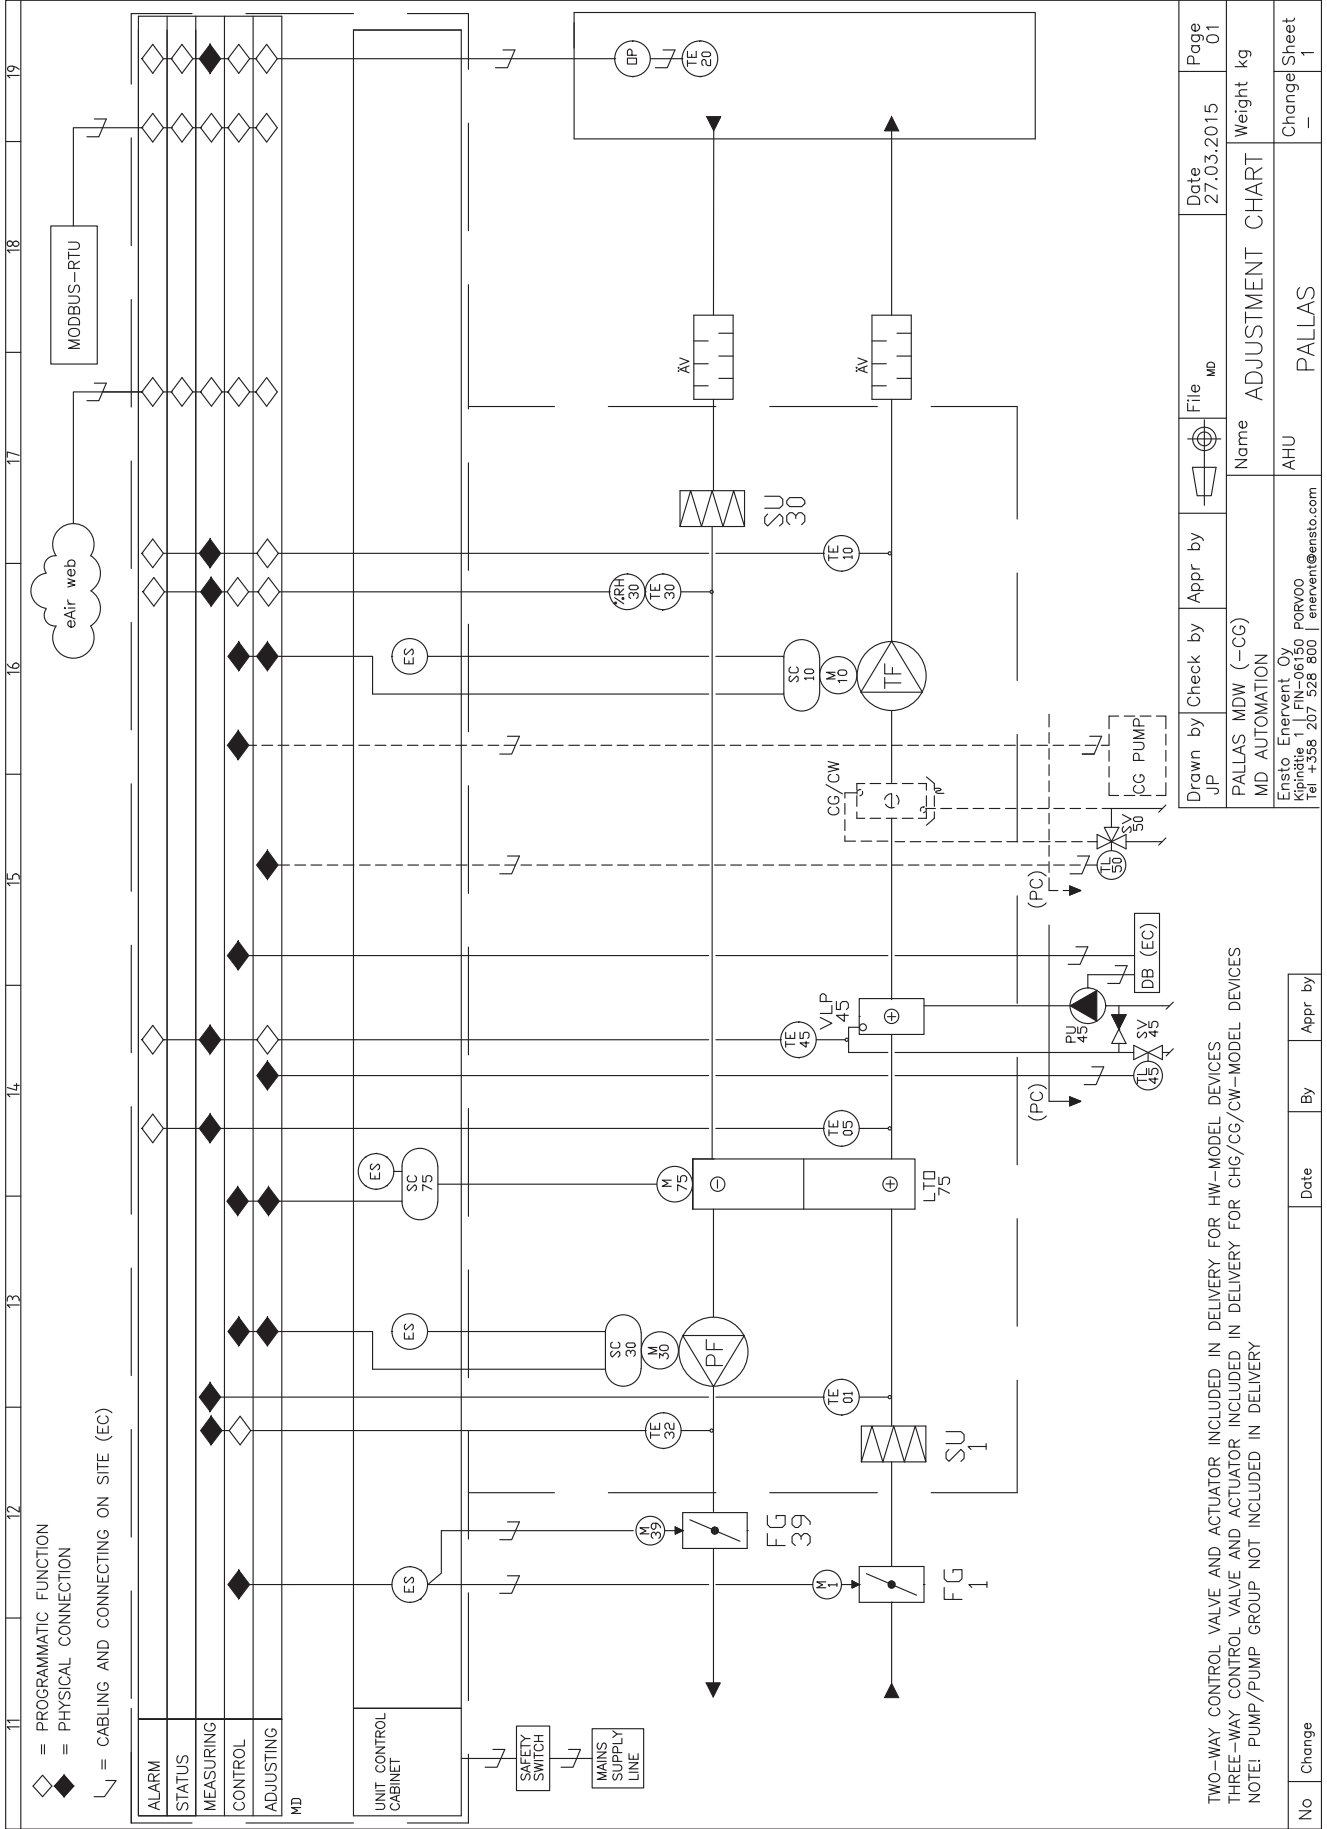 11 12 13 14 15 16 17 18 19
= PROGRAMMATIC FUNCTION
= PHYSICAL CONNECTION
= CABLING AND CONNECTING ON SITE (EC)
eAir web
MODBUS-RTU
ALARM
STATUS
MEASURING
CONTROL
ADJUSTING
MD
UNIT CONTROL
CABINET
SAFETY
SWITCH
MAINS
SUPPLY
LINE
ES
ES
ES
SC
75
ES
M
39
FG
39
TE
32
SC
30
M
30
PF
M
75
%RH
30
TE
30
SU
30
ÄV
OP
TE
20
M
1
FG
1
SU
1
TE
01
LTO
75
TE
05
TE
45
VLP
45
CG/CW
SC
10
M
10
TF
TE
10
ÄV
(PC)
TL
45
SV
45
PU
45
DB (EC)
(PC)
TL
50
SV
50
CG PUMP
TWO-WAY CONTROL VALVE AND ACTUATOR INCLUDED IN DELIVERY FOR HW-MODEL DEVICES
THREE-WAY CONTROL VALVE AND ACTUATOR INCLUDED IN DELIVERY FOR CHG/CG/CW-MODEL DEVICES
NOTE! PUMP/PUMP GROUP NOT INCLUDED IN DELIVERY
No Change Date By Appr by
Drawn by
JP
Check by
Appr by
File MD
Date
27.03.2015
Page
01
PALLAS MDW (-CG)
MD AUTOMATION
Name ADJUSTMENT CHART
Weight kg
Ensto Enervent Oy
Kipinätie 1 | FIN-06150 PORVOO
Tel +358 207 528 800 | enervent@ensto.com
AHU PALLAS
Change
-
Sheet
1